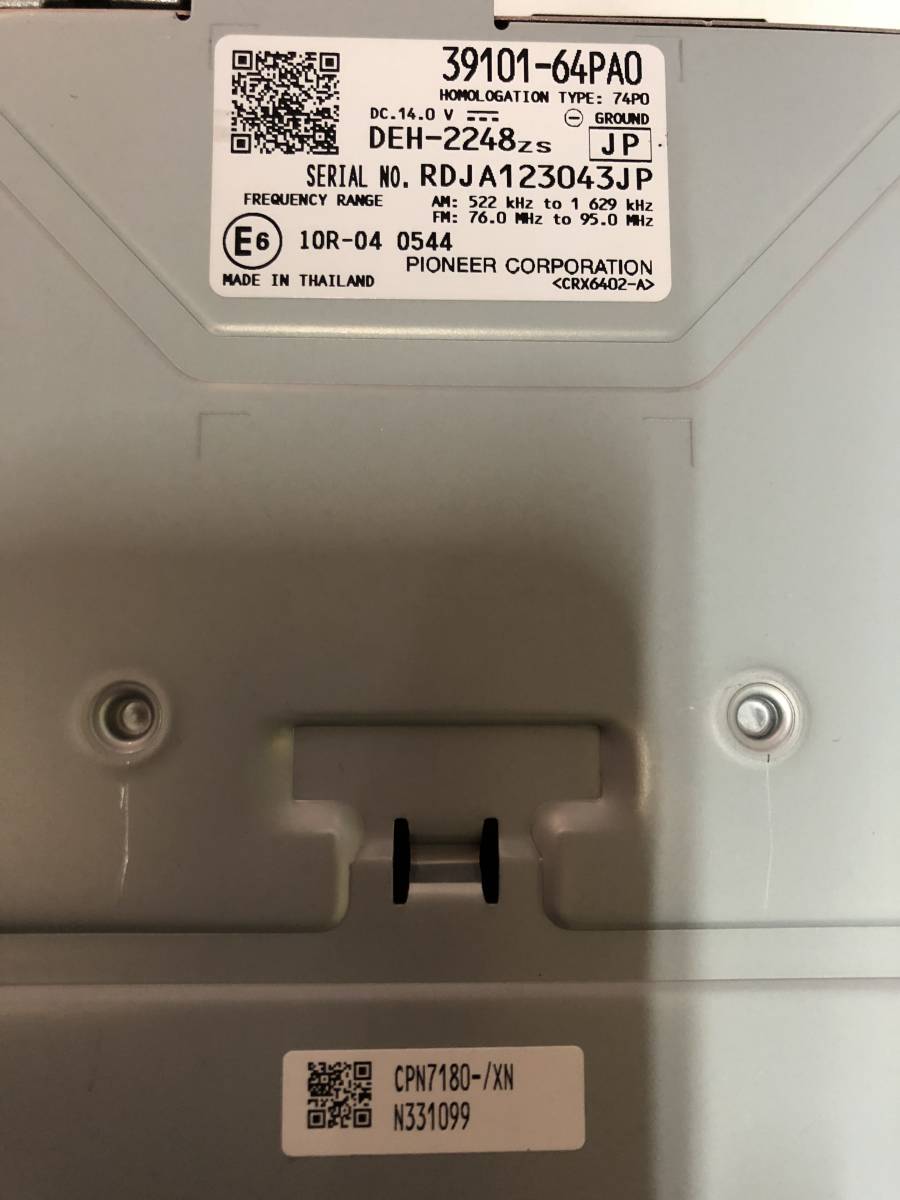 39101-64PA0
HOMOLOGATION TYPE: 74P0
DC.14.0 V ⊖ GROUND
DEH-2248ZS JP
SERIAL NO. RDJA123043JP
FREQUENCY RANGE AM: 522 kHz to 1 629 kHz
FM: 76.0 MHz to 95.0 MHz
E6 10R-04 0544
PIONEER CORPORATION
MADE IN THAILAND <CRX6402-A>
CPN7180-/XN
N331099